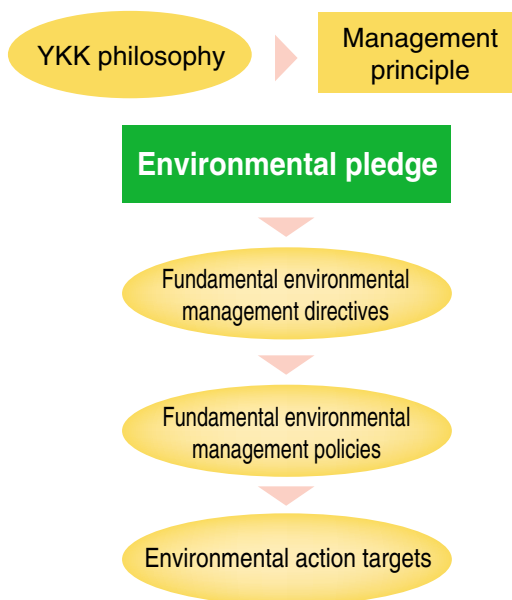 YKK philosophy
Management
principle
Environmental pledge
Fundamental environmental
management directives
Fundamental environmental
management policies
Environmental action targets